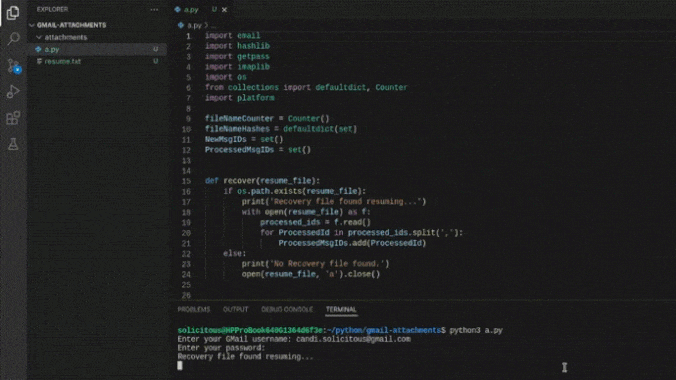 EXPLORER
GMAIL-ATTACHMENTS
attachments
a.py U
resume.txt U
a.py U
a.py > ...
1 import email
2 import hashlib
3 import getpass
4 import imaplib
5 import os
6 from collections import defaultdict, Counter
7 import platform
8
9 fileNameCounter = Counter()
10 fileNameHashes = defaultdict(set)
11 NewMsgIDs = set()
12 ProcessedMsgIDs = set()
13
14
15 def recover(resume_file):
16 if os.path.exists(resume_file):
17 print('Recovery file found resuming...')
18 with open(resume_file) as f:
19 processed_ids = f.read()
20 for ProcessedId in processed_ids.split(','):
21 ProcessedMsgIDs.add(ProcessedId)
22 else:
23 print('No Recovery file found.')
24 open(resume_file, 'a').close()
25
26
PROBLEMS OUTPUT DEBUG CONSOLE TERMINAL
:~/python/gmail-attachments$ python3 a.py
Enter your GMail username: candi.solicitous@gmail.com
Enter your password:
Recovery file found resuming...